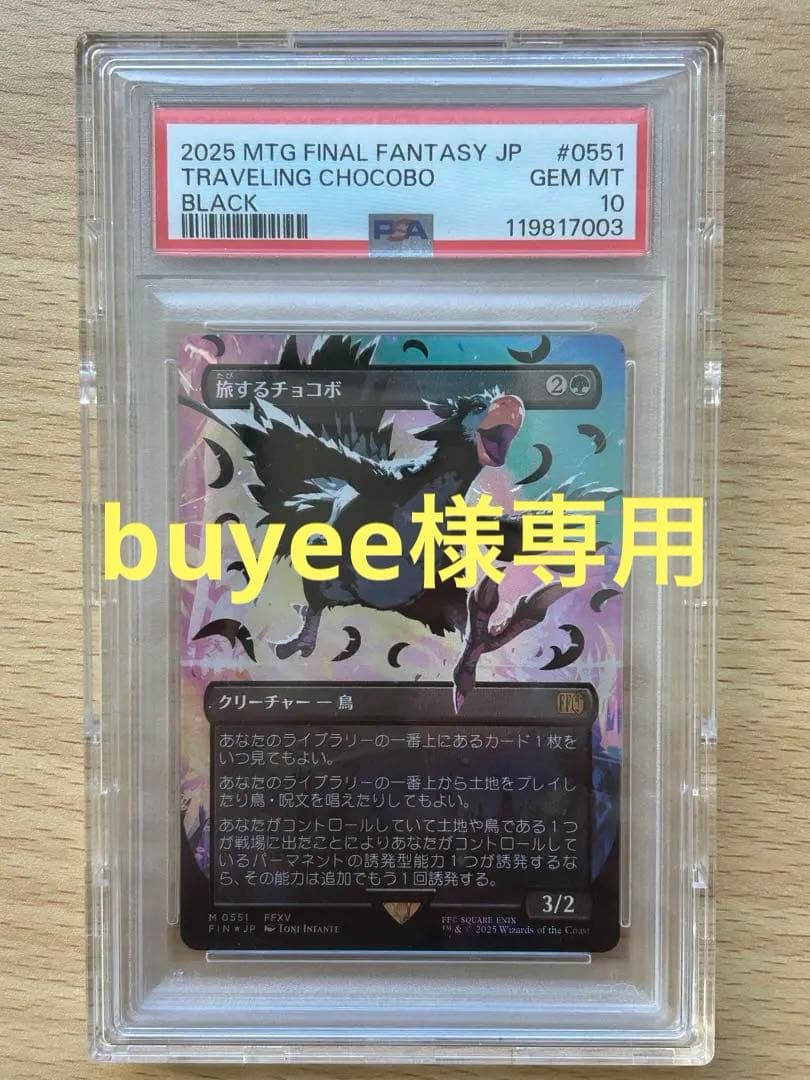 2025 MTG FINAL FANTASY JP #0551
TRAVELING CHOCOBO GEM MT
BLACK 10
PSA 119817003
たび
旅するチョコボ 2
buyee様専用
クリーチャー ― 鳥
あなたのライブラリーの一番上にあるカード1枚を
いつ見てもよい。
あなたのライブラリーの一番上から土地をプレイし
たり鳥・呪文を唱えたりしてもよい。
あなたがコントロールしていて土地や鳥である1つ
が戦場に出たことによりあなたがコントロールして
いるパーマネントの誘発型能力1つが誘発するな
ら、その能力は追加でもう1回誘発する。
3/2
M 0551 FFXV
FIN★JP TONI INFANTE
FFC SQUARE ENIX
™ & © 2025 Wizards of the Coast